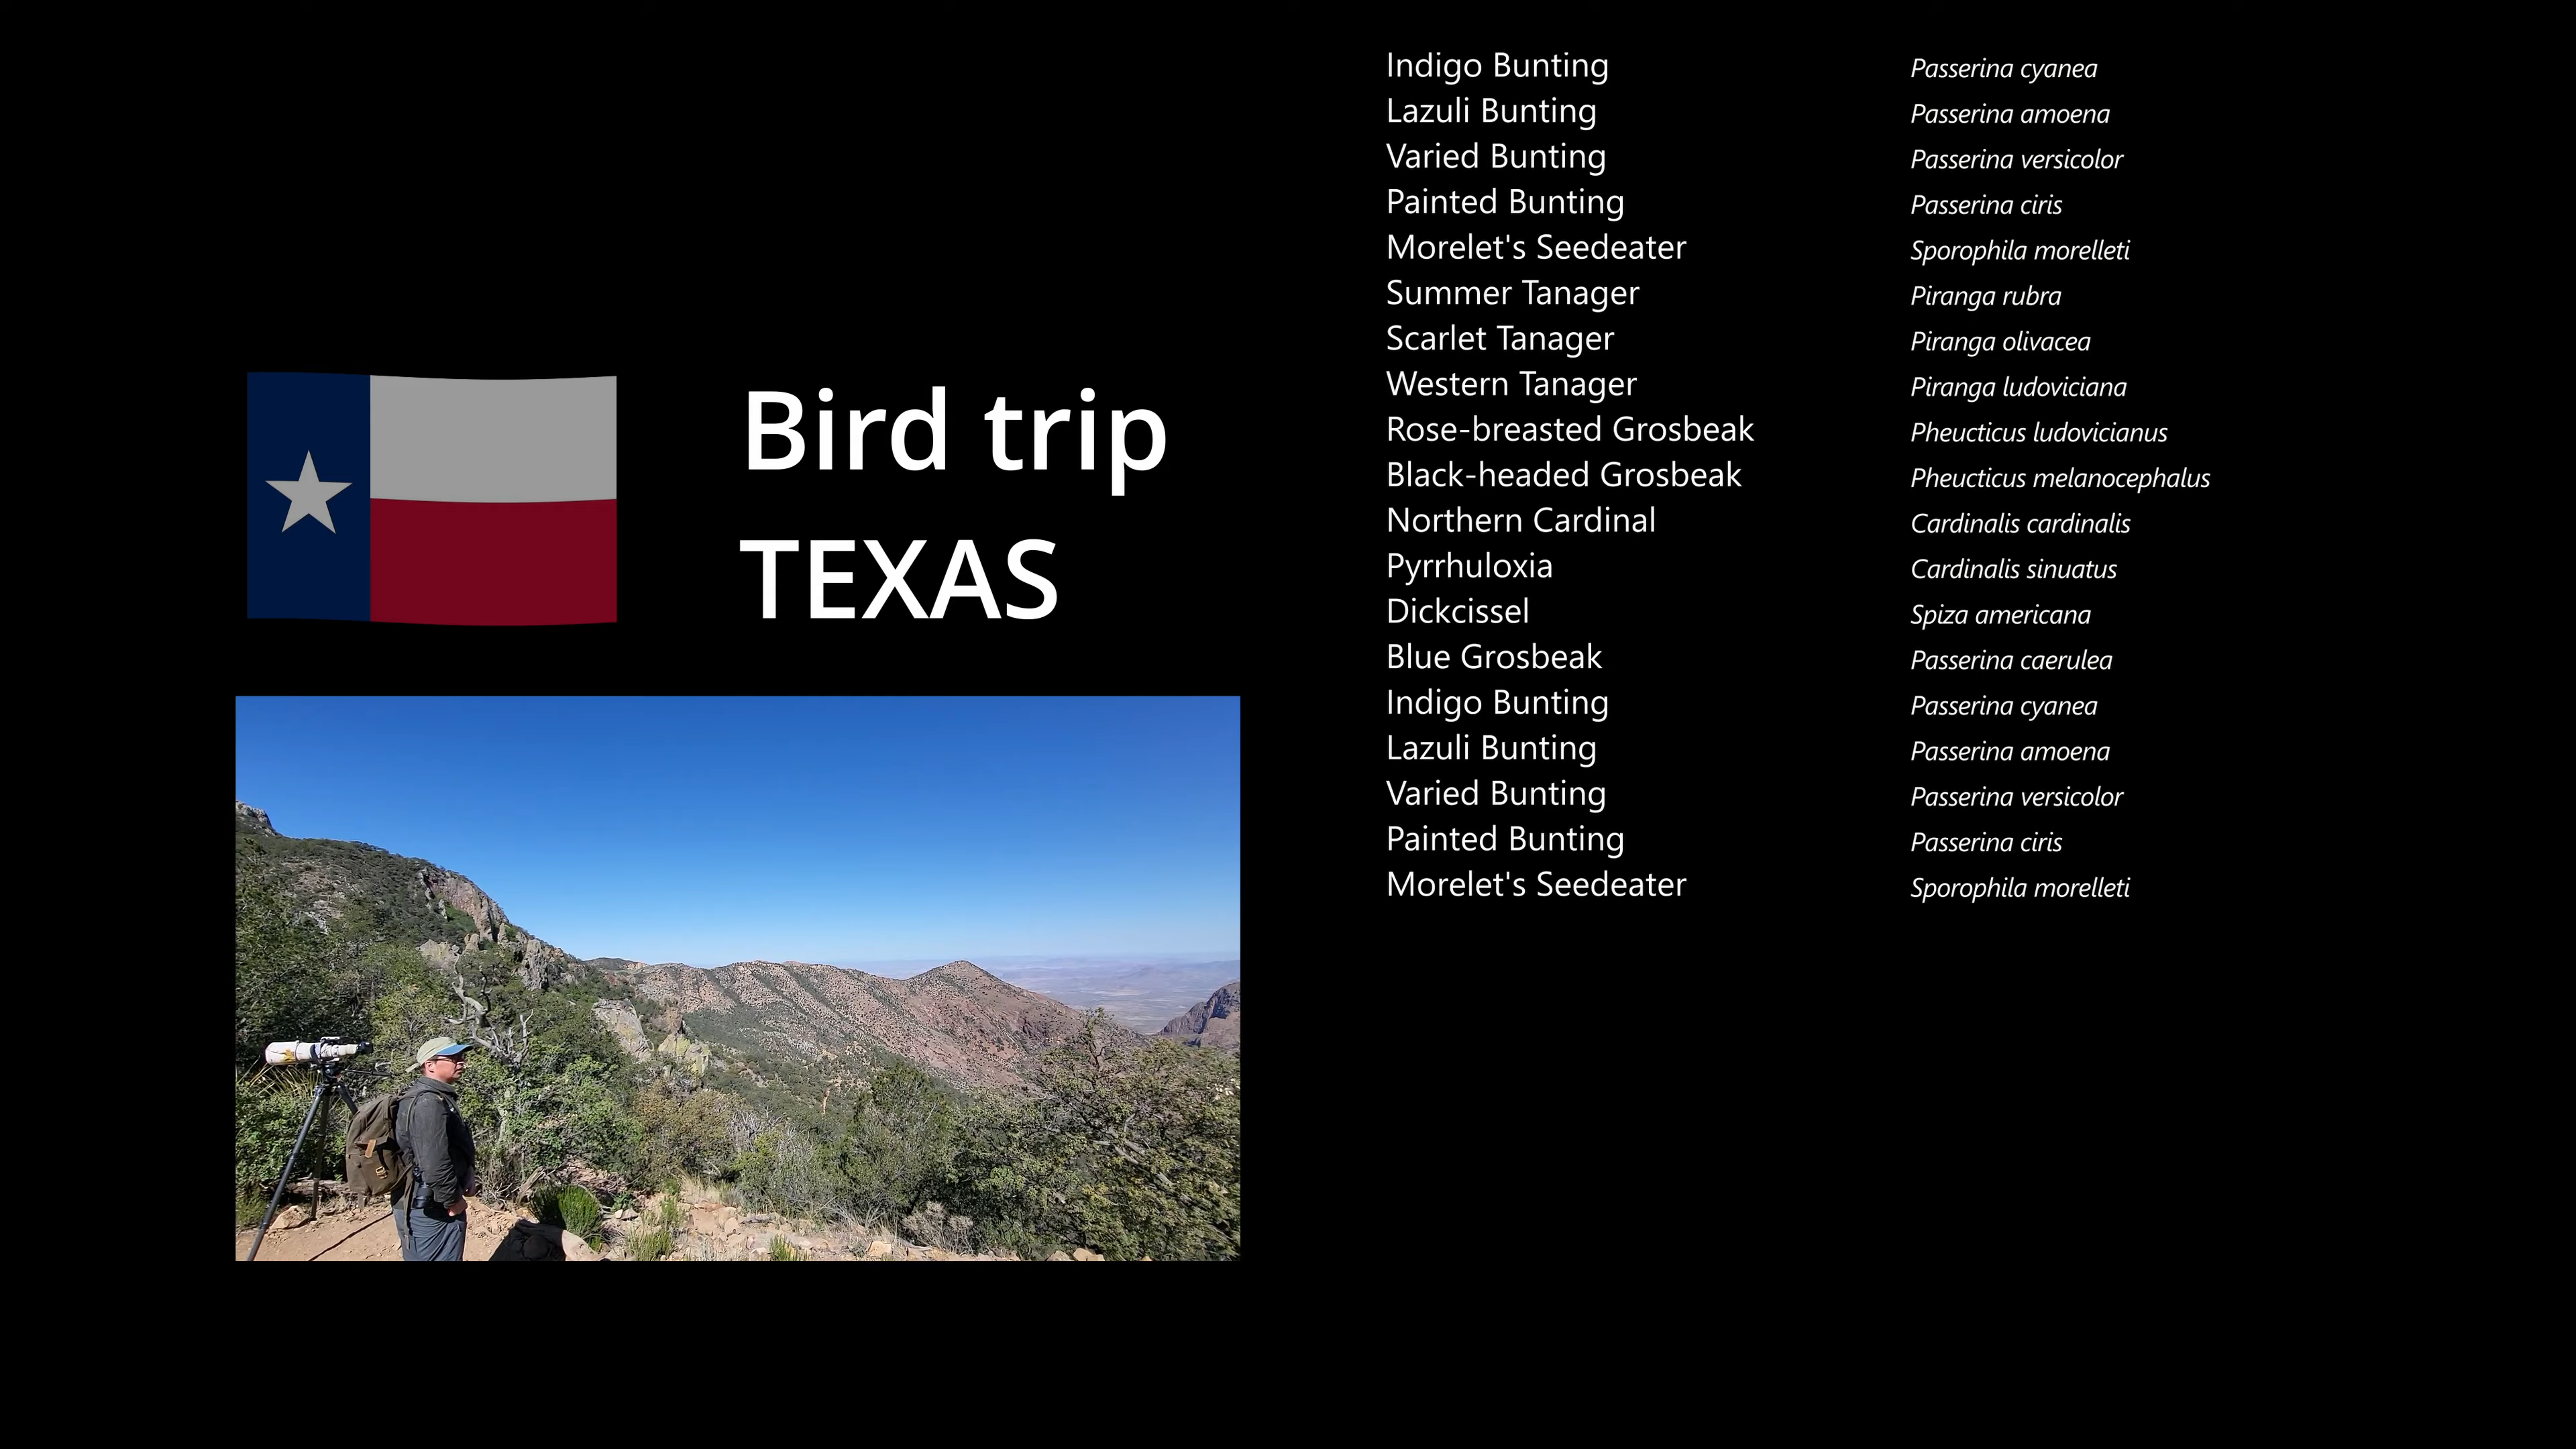 Bird trip
TEXAS
Indigo Bunting Passerina cyanea
Lazuli Bunting Passerina amoena
Varied Bunting Passerina versicolor
Painted Bunting Passerina ciris
Morelet's Seedeater Sporophila morelleti
Summer Tanager Piranga rubra
Scarlet Tanager Piranga olivacea
Western Tanager Piranga ludoviciana
Rose-breasted Grosbeak Pheucticus ludovicianus
Black-headed Grosbeak Pheucticus melanocephalus
Northern Cardinal Cardinalis cardinalis
Pyrrhuloxia Cardinalis sinuatus
Dickcissel Spiza americana
Blue Grosbeak Passerina caerulea
Indigo Bunting Passerina cyanea
Lazuli Bunting Passerina amoena
Varied Bunting Passerina versicolor
Painted Bunting Passerina ciris
Morelet's Seedeater Sporophila morelleti